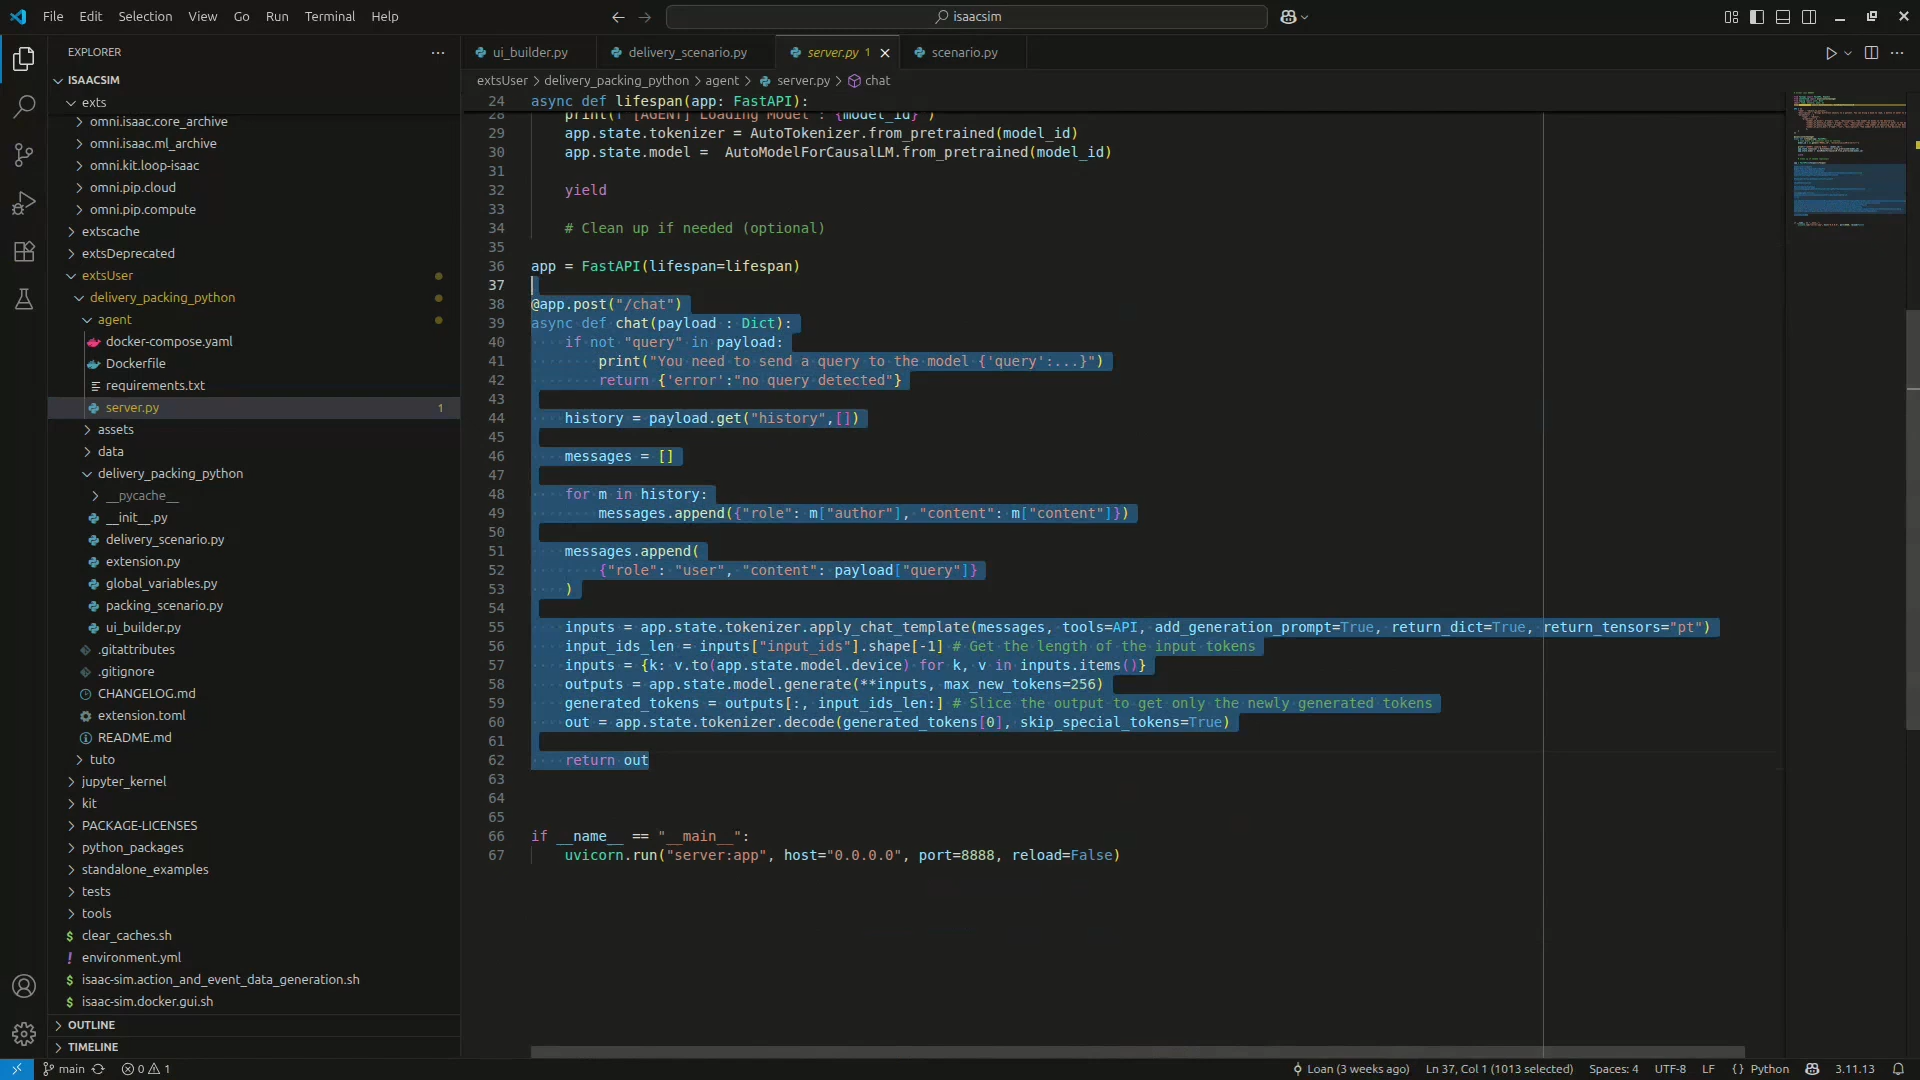 File Edit Selection View Go Run Terminal Help
isaacsim
EXPLORER
ISAACSIM
exts
omni.isaac.core_archive
omni.isaac.ml_archive
omni.kit.loop-isaac
omni.pip.cloud
omni.pip.compute
extscache
extsDeprecated
extsUser
delivery_packing_python
agent
docker-compose.yaml
Dockerfile
requirements.txt
server.py 1
assets
data
delivery_packing_python
__pycache__
__init__.py
delivery_scenario.py
extension.py
global_variables.py
packing_scenario.py
ui_builder.py
.gitattributes
.gitignore
CHANGELOG.md
extension.toml
README.md
tuto
jupyter_kernel
kit
PACKAGE-LICENSES
python_packages
standalone_examples
tests
tools
clear_caches.sh
environment.yml
isaac-sim.action_and_event_data_generation.sh
isaac-sim.docker.gui.sh
OUTLINE
TIMELINE
ui_builder.py delivery_scenario.py server.py 1 scenario.py
extsUser > delivery_packing_python > agent > server.py > chat
24 async def lifespan(app: FastAPI):
28 print(f"[AGENT] Loading Model : {model_id}")
29 app.state.tokenizer = AutoTokenizer.from_pretrained(model_id)
30 app.state.model =  AutoModelForCausalLM.from_pretrained(model_id)
31
32 yield
33
34 # Clean up if needed (optional)
35
36 app = FastAPI(lifespan=lifespan)
37
38 @app.post("/chat")
39 async def chat(payload : Dict):
40 if not "query" in payload:
41 print("You need to send a query to the model {'query':...}")
42 return {'error':"no query detected"}
43
44 history = payload.get("history",[])
45
46 messages = []
47
48 for m in history:
49 messages.append({"role": m["author"], "content": m["content"]})
50
51 messages.append(
52 {"role": "user", "content": payload["query"]}
53 )
54
55 inputs = app.state.tokenizer.apply_chat_template(messages, tools=API, add_generation_prompt=True, return_dict=True, return_tensors="pt")
56 input_ids_len = inputs["input_ids"].shape[-1] # Get the length of the input tokens
57 inputs = {k: v.to(app.state.model.device) for k, v in inputs.items()}
58 outputs = app.state.model.generate(**inputs, max_new_tokens=256)
59 generated_tokens = outputs[:, input_ids_len:] # Slice the output to get only the newly generated tokens
60 out = app.state.tokenizer.decode(generated_tokens[0], skip_special_tokens=True)
61
62 return out
63
64
65
66 if __name__ == "__main__":
67 uvicorn.run("server:app", host="0.0.0.0", port=8888, reload=False)
main 0 1 Loan (3 weeks ago) Ln 37, Col 1 (1013 selected) Spaces: 4 UTF-8 LF {} Python 3.11.13